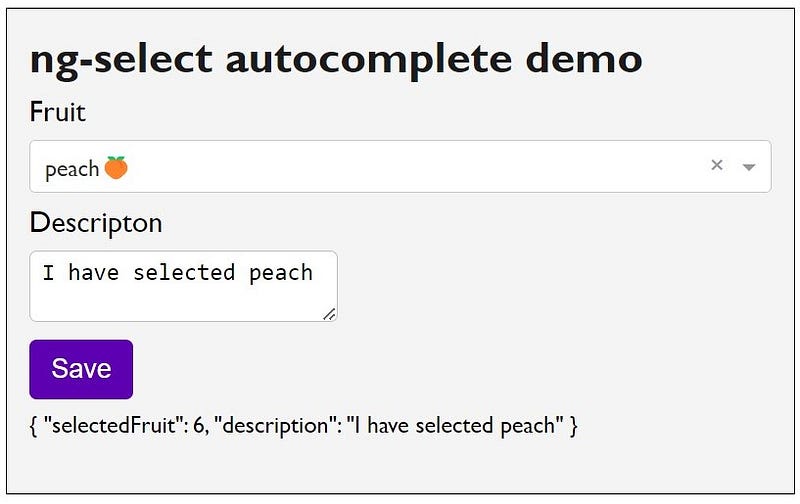 ng-select autocomplete demo
Fruit
peach 🍑
Descripton
I have selected peach
Save
{ "selectedFruit": 6, "description": "I have selected peach" }